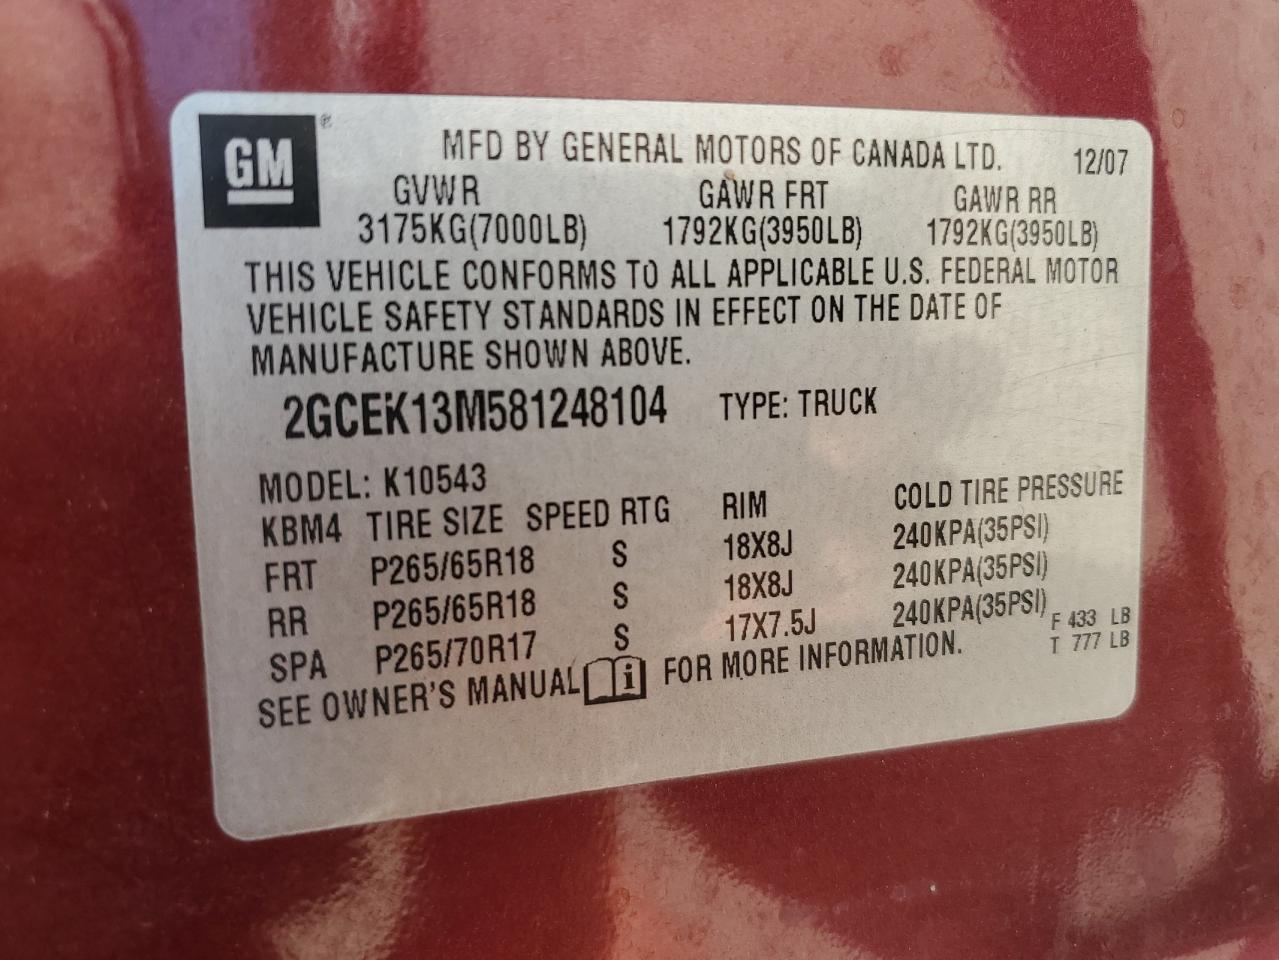 GM ®
MFD BY GENERAL MOTORS OF CANADA LTD. 12/07
GVWR GAWR FRT GAWR RR
3175KG(7000LB) 1792KG(3950LB) 1792KG(3950LB)
THIS VEHICLE CONFORMS TO ALL APPLICABLE U.S. FEDERAL MOTOR
VEHICLE SAFETY STANDARDS IN EFFECT ON THE DATE OF
MANUFACTURE SHOWN ABOVE.
2GCEK13M581248104 TYPE: TRUCK
MODEL: K10543
KBM4 TIRE SIZE SPEED RTG RIM COLD TIRE PRESSURE
FRT P265/65R18 S 18X8J 240KPA(35PSI)
RR P265/65R18 S 18X8J 240KPA(35PSI)
SPA P265/70R17 S 17X7.5J 240KPA(35PSI)
F 433 LB
T 777 LB
SEE OWNER'S MANUAL i FOR MORE INFORMATION.